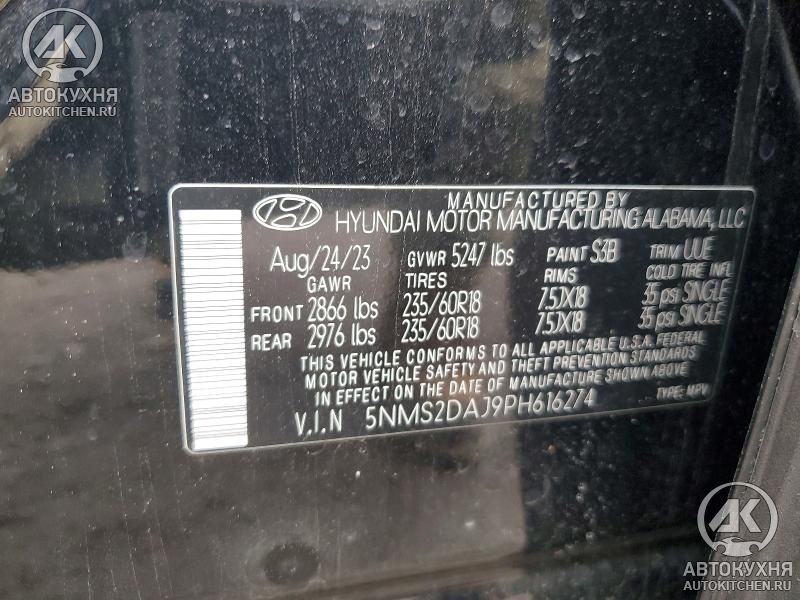 AK
АВТОКУХНЯ
AUTOKITCHEN.RU
MANUFACTURED BY
HYUNDAI MOTOR MANUFACTURING ALABAMA, LLC
Aug/24/23 GVWR 5247 lbs PAINT S3B TRIM UUE
GAWR TIRES RIMS COLD TIRE INFL
FRONT 2866 lbs 235/60R18 7.5JX18 35 psi SINGLE
REAR 2976 lbs 235/60R18 7.5JX18 35 psi SINGLE
THIS VEHICLE CONFORMS TO ALL APPLICABLE U.S.A. FEDERAL
MOTOR VEHICLE SAFETY AND THEFT PREVENTION STANDARDS
IN EFFECT ON THE DATE OF MANUFACTURE SHOWN ABOVE
V.I.N 5NMS2DAJ9PH616274 TYPE: MPV
AK
АВТОКУХНЯ
AUTOKITCHEN.RU